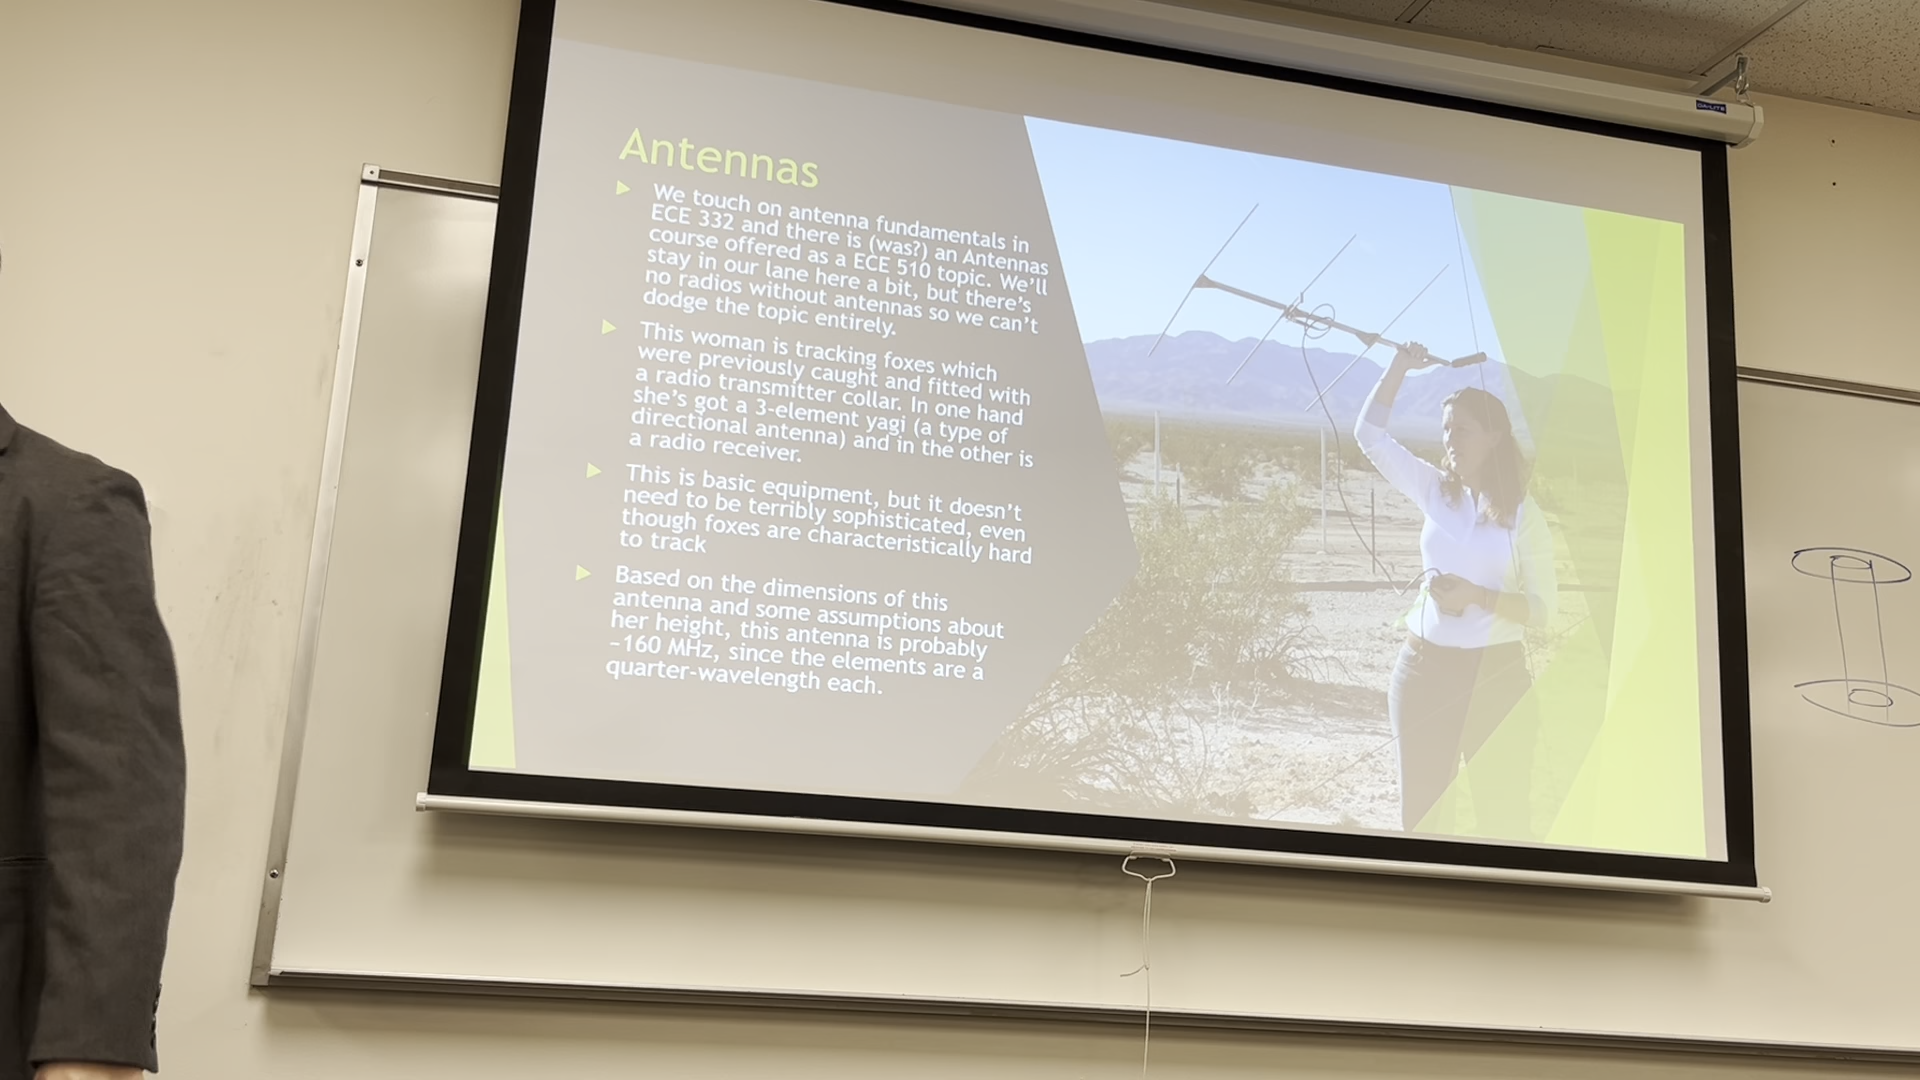 DA-LITE
Antennas
We touch on antenna fundamentals in
ECE 332 and there is (was?) an Antennas
course offered as a ECE 510 topic. We'll
stay in our lane here a bit, but there's
no radios without antennas so we can't
dodge the topic entirely.
This woman is tracking foxes which
were previously caught and fitted with
a radio transmitter collar. In one hand
she's got a 3-element yagi (a type of
directional antenna) and in the other is
a radio receiver.
This is basic equipment, but it doesn't
need to be terribly sophisticated, even
though foxes are characteristically hard
to track
Based on the dimensions of this
antenna and some assumptions about
her height, this antenna is probably
~160 MHz, since the elements are a
quarter-wavelength each.